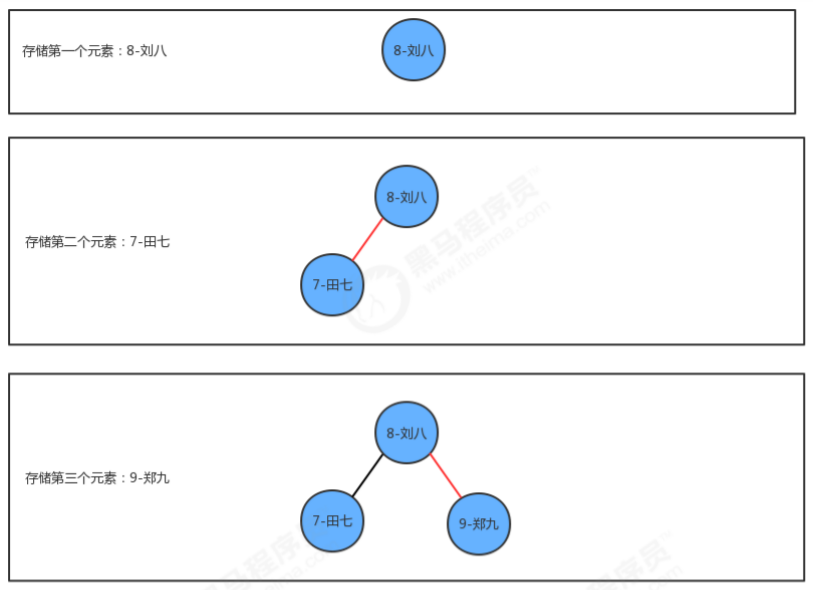 存储第一个元素：8-刘八
8-刘八
8-刘八
存储第二个元素：7-田七
7-田七
黑马程序员™
www.itheima.com
8-刘八
存储第三个元素：9-郑九
7-田七
9-郑九